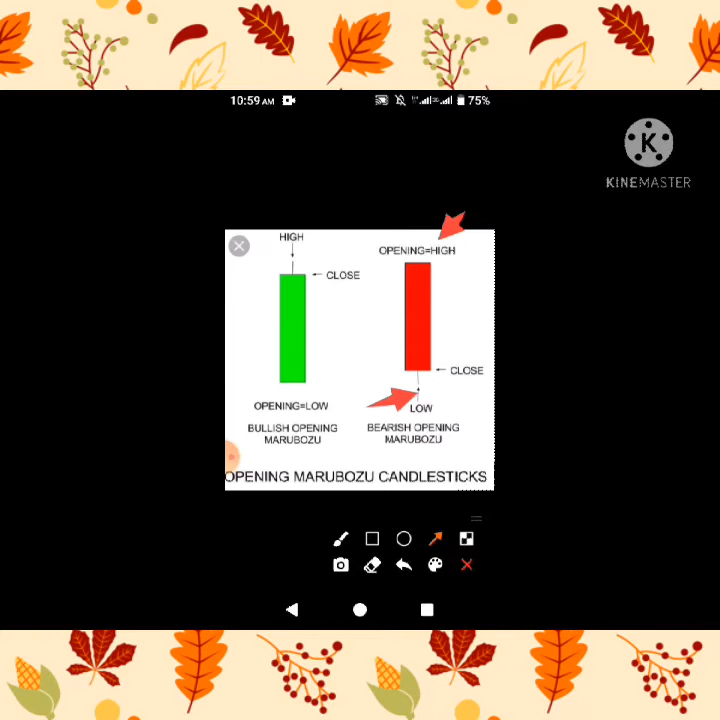 10:59 AM
75%
K
KINEMASTER
HIGH
OPENING=HIGH
CLOSE
CLOSE
OPENING=LOW
LOW
BULLISH OPENING
MARUBOZU
BEARISH OPENING
MARUBOZU
OPENING MARUBOZU CANDLESTICKS